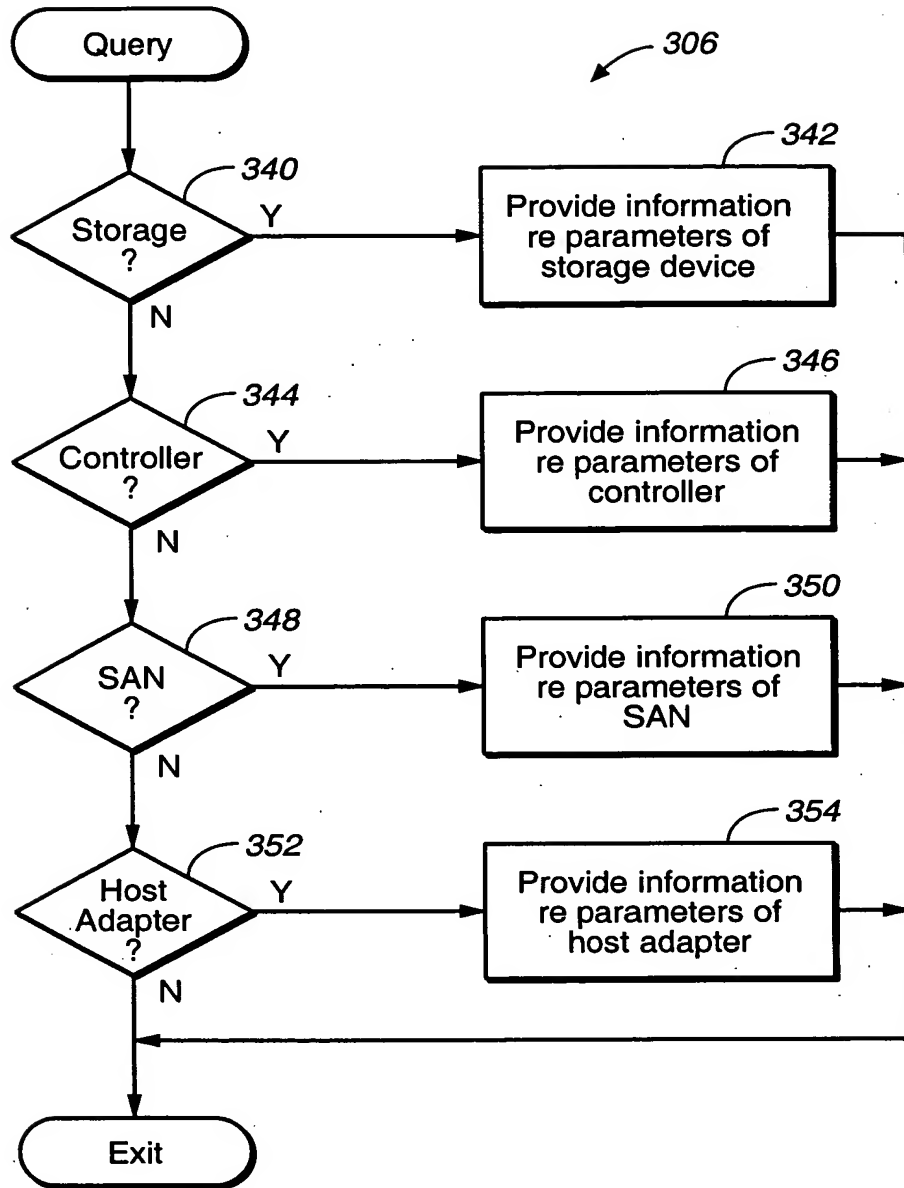 Query
306
340
Storage
?
Y
N
342
Provide information
re parameters of
storage device
344
Controller
?
Y
N
346
Provide information
re parameters of
controller
348
SAN
?
Y
N
350
Provide information
re parameters of
SAN
352
Host
Adapter
?
Y
N
354
Provide information
re parameters of
host adapter
Exit